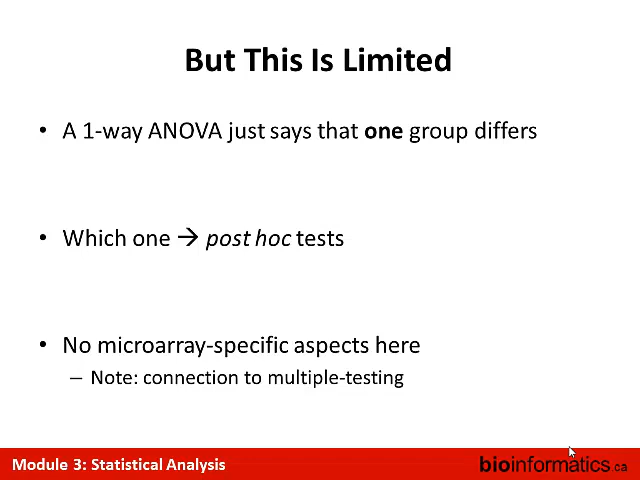 But This Is Limited
• A 1-way ANOVA just says that one group differs
• Which one → post hoc tests
• No microarray-specific aspects here
– Note: connection to multiple-testing
Module 3: Statistical Analysis
bioinformatics.ca